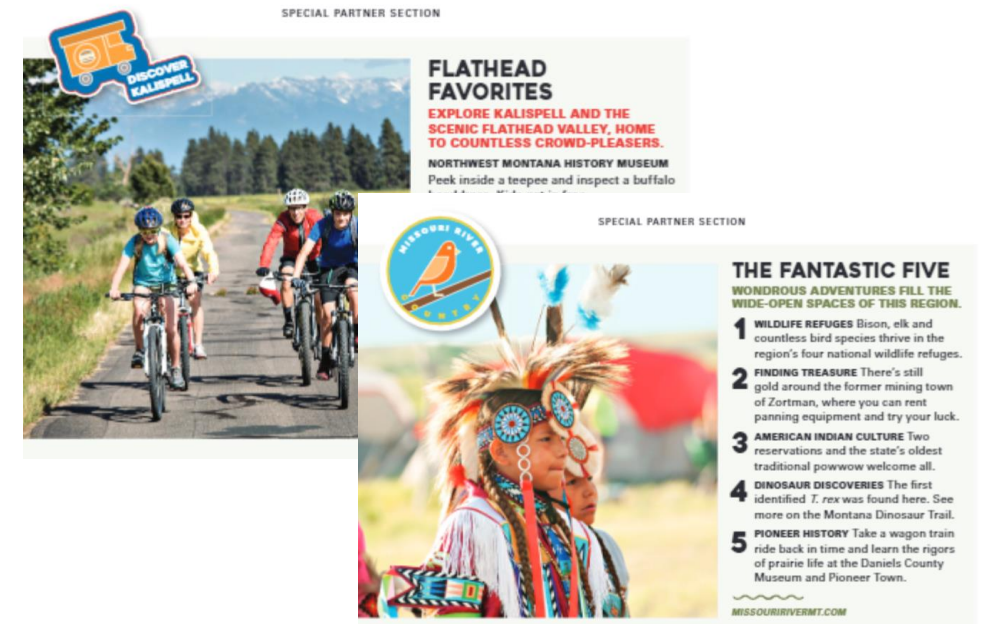 SPECIAL PARTNER SECTION
DISCOVER
KALISPELL
FLATHEAD
FAVORITES
EXPLORE KALISPELL AND THE
SCENIC FLATHEAD VALLEY, HOME
TO COUNTLESS CROWD-PLEASERS.
NORTHWEST MONTANA HISTORY MUSEUM
Peek inside a teepee and inspect a buffalo
SPECIAL PARTNER SECTION
MISSOURI RIVER
COUNTRY
THE FANTASTIC FIVE
WONDROUS ADVENTURES FILL THE
WIDE-OPEN SPACES OF THIS REGION.
1 WILDLIFE REFUGES Bison, elk and
countless bird species thrive in the
region's four national wildlife refuges.
2 FINDING TREASURE There's still
gold around the former mining town
of Zortman, where you can rent
panning equipment and try your luck.
3 AMERICAN INDIAN CULTURE Two
reservations and the state's oldest
traditional powwow welcome all.
4 DINOSAUR DISCOVERIES The first
identified T. rex was found here. See
more on the Montana Dinosaur Trail.
5 PIONEER HISTORY Take a wagon train
ride back in time and learn the rigors
of prairie life at the Daniels County
Museum and Pioneer Town.
MISSOURIRIVERMT.COM